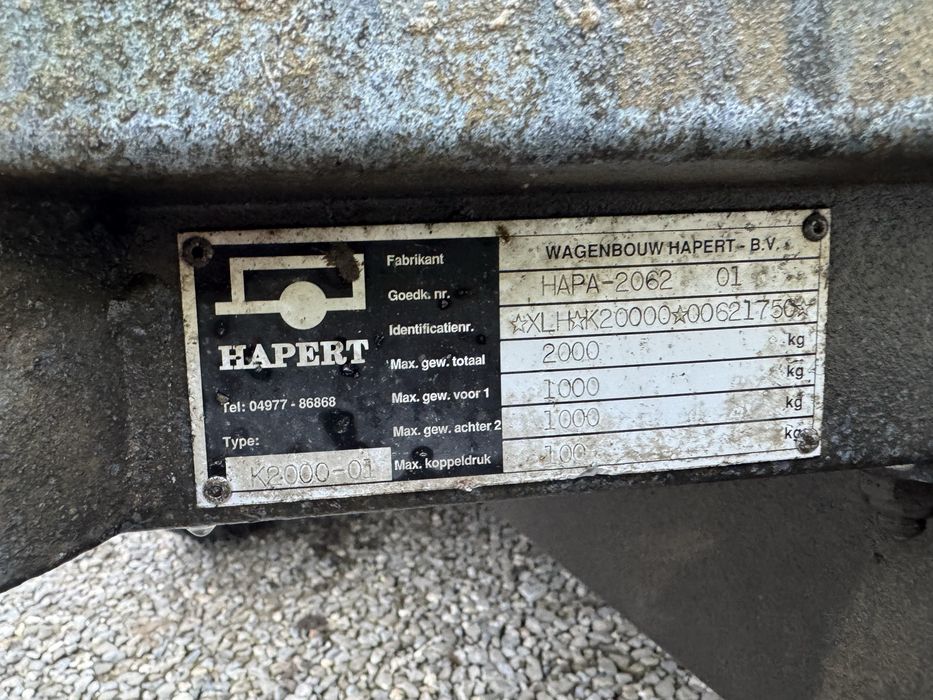 HAPERT
Tel: 04977 - 86868
Type:
K2000-01
Fabrikant WAGENBOUW HAPERT - B.V.
Goedk. nr. HAPA-2062 01
Identificatienr. ☆XLH☆K20000☆00621750☆
Max. gew. totaal 2000 kg
Max. gew. voor 1 1000 kg
Max. gew. achter 2 1000 kg
Max. koppeldruk 100 kg